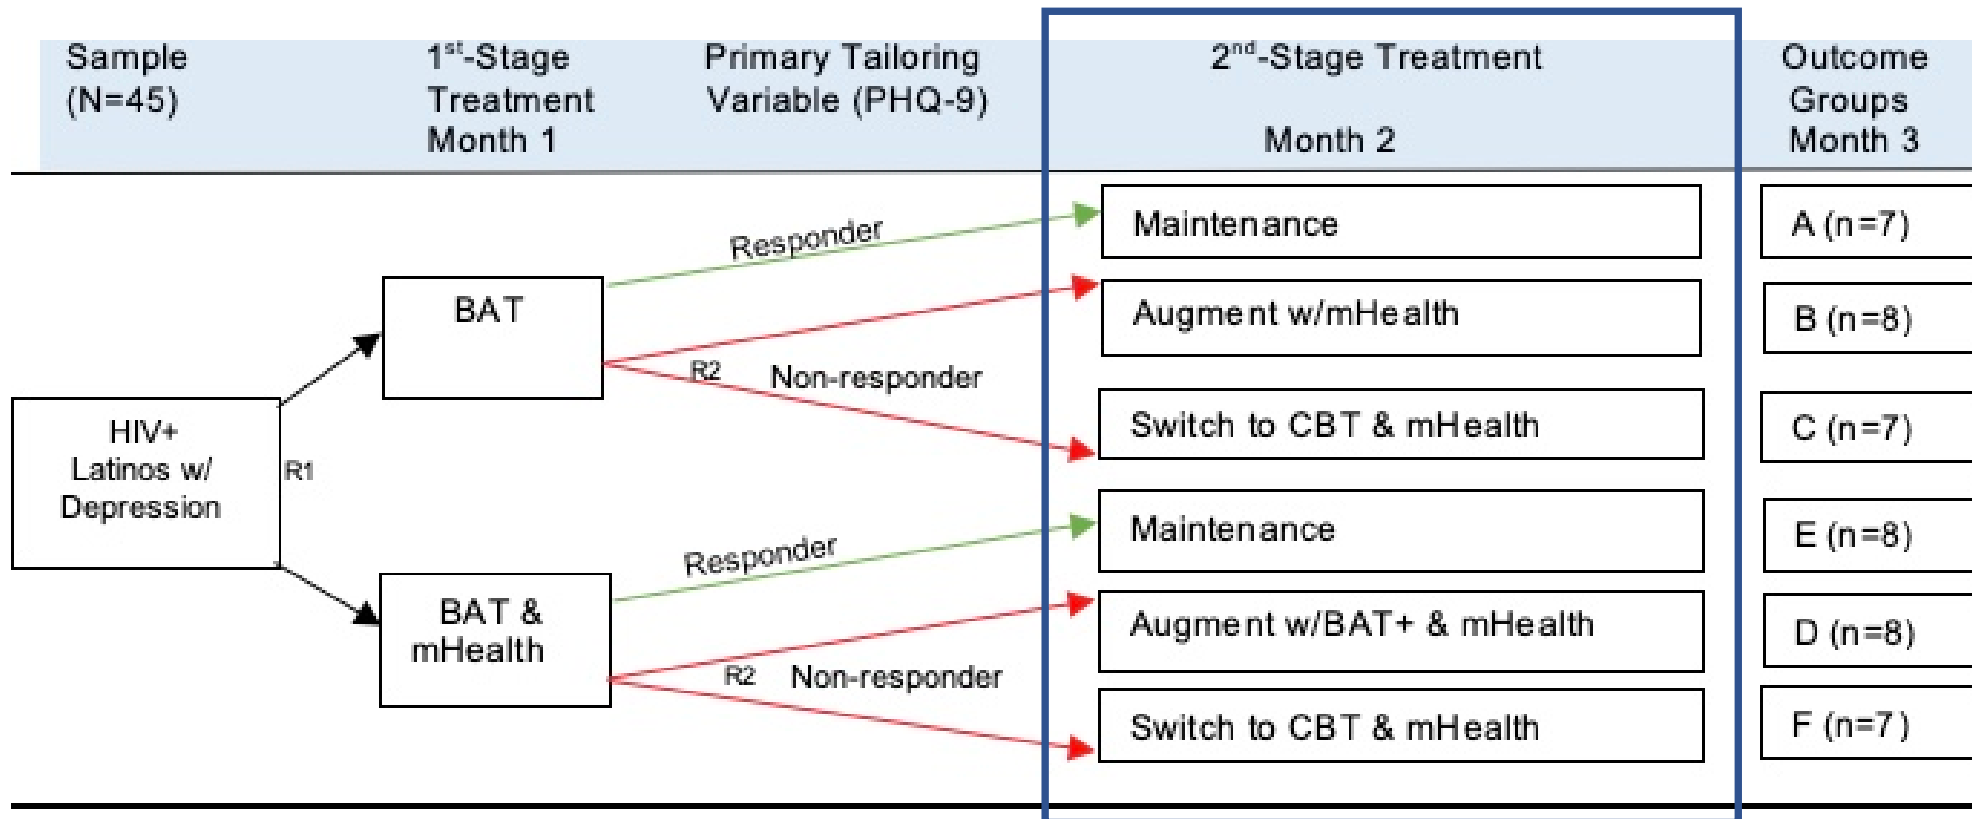 Sample
(N=45)
1st-Stage
Treatment
Month 1
Primary Tailoring
Variable (PHQ-9)
2nd-Stage Treatment
Month 2
Outcome
Groups
Month 3
HIV+
Latinos w/
Depression
R1
BAT
Responder
R2
Non-responder
Maintenance
A (n=7)
Augment w/mHealth
B (n=8)
Switch to CBT & mHealth
C (n=7)
BAT &
mHealth
Responder
R2
Non-responder
Maintenance
E (n=8)
Augment w/BAT+ & mHealth
D (n=8)
Switch to CBT & mHealth
F (n=7)